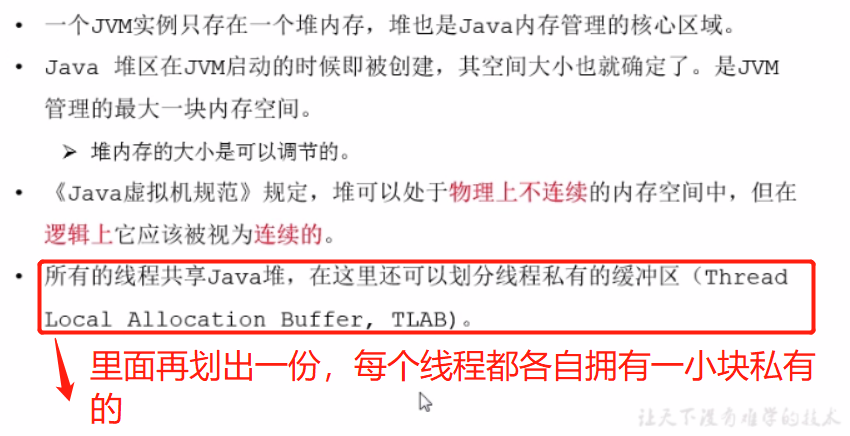 • 一个JVM实例只存在一个堆内存，堆也是Java内存管理的核心区域。
• Java 堆区在JVM启动的时候即被创建，其空间大小也就确定了。是JVM
管理的最大一块内存空间。
➢ 堆内存的大小是可以调节的。
• 《Java虚拟机规范》规定，堆可以处于物理上不连续的内存空间中，但在
逻辑上它应该被视为连续的。
• 所有的线程共享Java堆，在这里还可以划分线程私有的缓冲区（Thread
Local Allocation Buffer, TLAB)。
里面再划出一份，每个线程都各自拥有一小块私有
的
让天下没有难学的技术